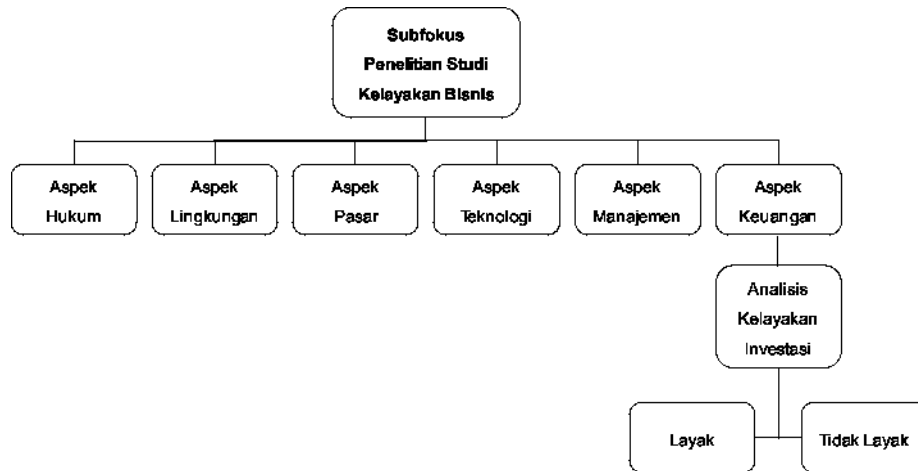 Subfokus
Penelitian Studi
Kelayakan Bisnis
Aspek
Hukum
Aspek
Lingkungan
Aspek
Pasar
Aspek
Teknologi
Aspek
Manajemen
Aspek
Keuangan
Analisis
Kelayakan
Investasi
Layak
Tidak Layak